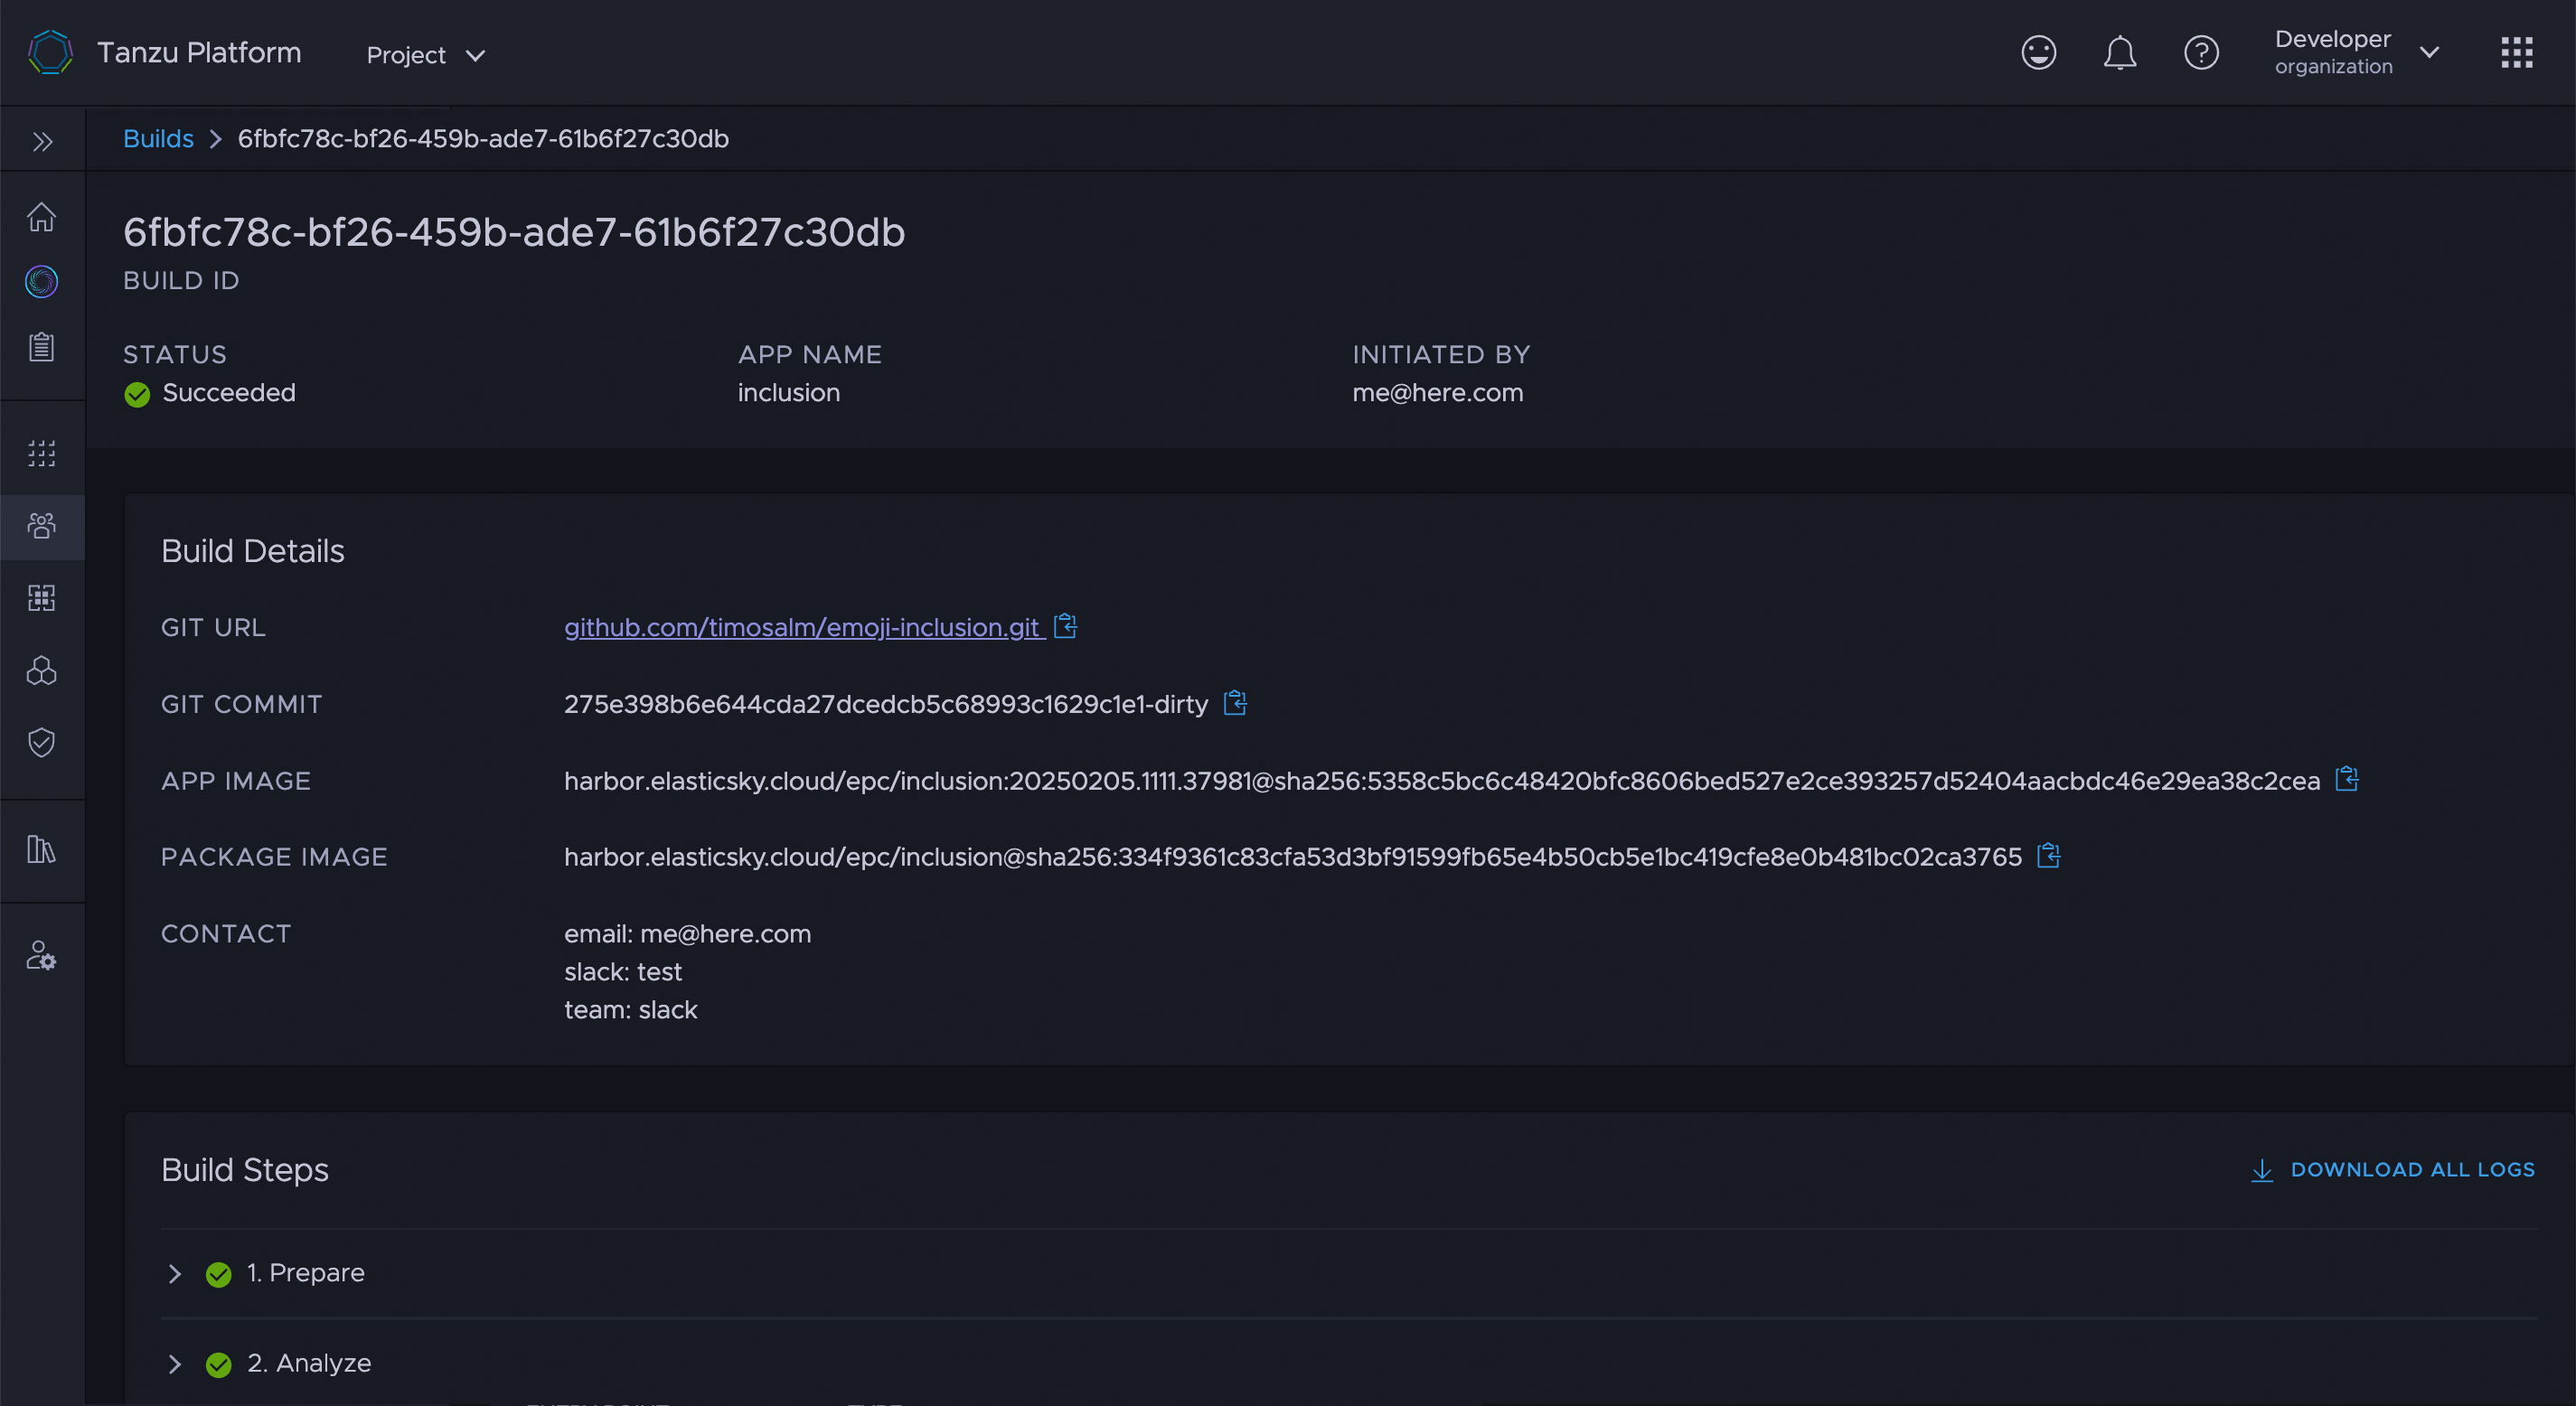 Tanzu Platform
Project
Developer
organization
Builds > 6fbfc78c-bf26-459b-ade7-61b6f27c30db
6fbfc78c-bf26-459b-ade7-61b6f27c30db
BUILD ID
STATUS
Succeeded
APP NAME
inclusion
INITIATED BY
me@here.com
Build Details
GIT URL
github.com/timosalm/emoji-inclusion.git
GIT COMMIT
275e398b6e644cda27dcedcb5c68993c1629c1e1-dirty
APP IMAGE
harbor.elasticsky.cloud/epc/inclusion:20250205.1111.37981@sha256:5358c5bc6c48420bfc8606bed527e2ce393257d52404aacbdc46e29ea38c2cea
PACKAGE IMAGE
harbor.elasticsky.cloud/epc/inclusion@sha256:334f9361c83cfa53d3bf91599fb65e4b50cb5e1bc419cfe8e0b481bc02ca3765
CONTACT
email: me@here.com
slack: test
team: slack
Build Steps
DOWNLOAD ALL LOGS
1. Prepare
2. Analyze